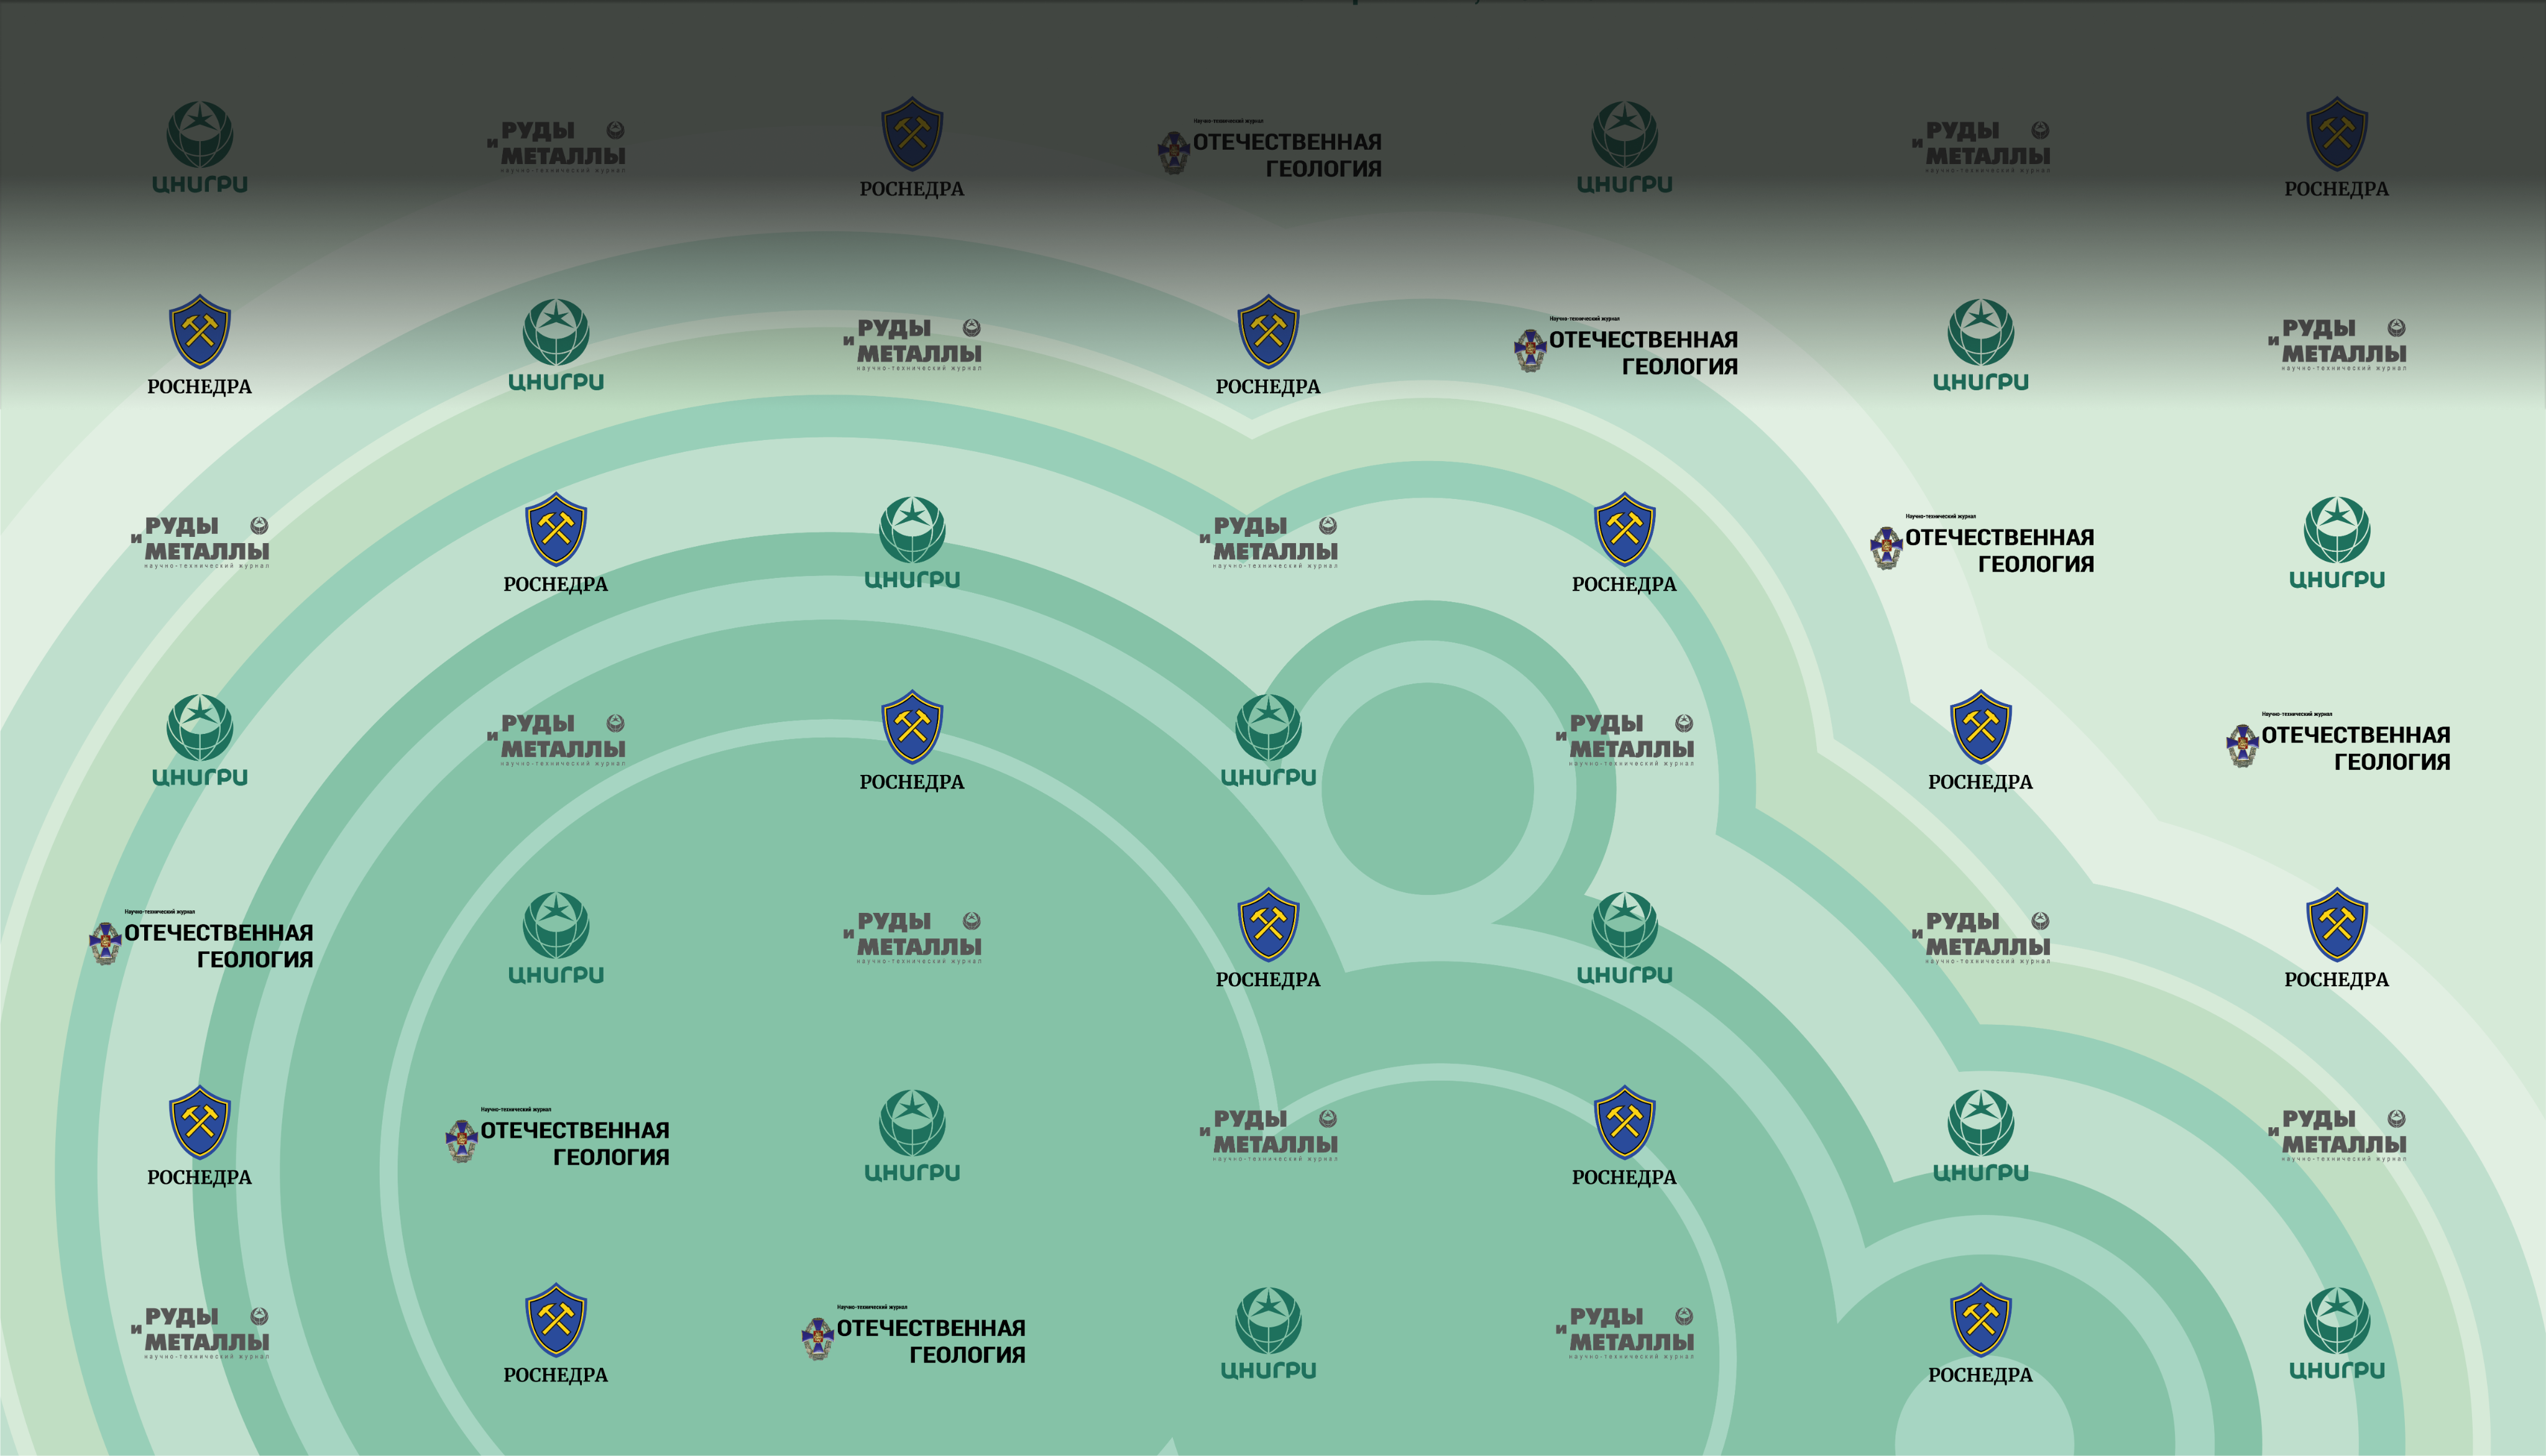 ЦНИГРИ
РУДЫ
и МЕТАЛЛЫ
научно-технический журнал
РОСНЕДРА
Научно-технический журнал
ОТЕЧЕСТВЕННАЯ
ГЕОЛОГИЯ
ЦНИГРИ
РУДЫ
и МЕТАЛЛЫ
научно-технический журнал
РОСНЕДРА
РОСНЕДРА
ЦНИГРИ
РУДЫ
и МЕТАЛЛЫ
научно-технический журнал
РОСНЕДРА
Научно-технический журнал
ОТЕЧЕСТВЕННАЯ
ГЕОЛОГИЯ
ЦНИГРИ
РУДЫ
и МЕТАЛЛЫ
научно-технический журнал
РУДЫ
и МЕТАЛЛЫ
научно-технический журнал
РОСНЕДРА
ЦНИГРИ
РУДЫ
и МЕТАЛЛЫ
научно-технический журнал
РОСНЕДРА
Научно-технический журнал
ОТЕЧЕСТВЕННАЯ
ГЕОЛОГИЯ
ЦНИГРИ
ЦНИГРИ
РУДЫ
и МЕТАЛЛЫ
научно-технический журнал
РОСНЕДРА
ЦНИГРИ
РУДЫ
и МЕТАЛЛЫ
научно-технический журнал
РОСНЕДРА
Научно-технический журнал
ОТЕЧЕСТВЕННАЯ
ГЕОЛОГИЯ
Научно-технический журнал
ОТЕЧЕСТВЕННАЯ
ГЕОЛОГИЯ
ЦНИГРИ
РУДЫ
и МЕТАЛЛЫ
научно-технический журнал
РОСНЕДРА
ЦНИГРИ
РУДЫ
и МЕТАЛЛЫ
научно-технический журнал
РОСНЕДРА
РОСНЕДРА
Научно-технический журнал
ОТЕЧЕСТВЕННАЯ
ГЕОЛОГИЯ
ЦНИГРИ
РУДЫ
и МЕТАЛЛЫ
научно-технический журнал
РОСНЕДРА
ЦНИГРИ
РУДЫ
и МЕТАЛЛЫ
научно-технический журнал
РУДЫ
и МЕТАЛЛЫ
научно-технический журнал
РОСНЕДРА
Научно-технический журнал
ОТЕЧЕСТВЕННАЯ
ГЕОЛОГИЯ
ЦНИГРИ
РУДЫ
и МЕТАЛЛЫ
научно-технический журнал
РОСНЕДРА
ЦНИГРИ